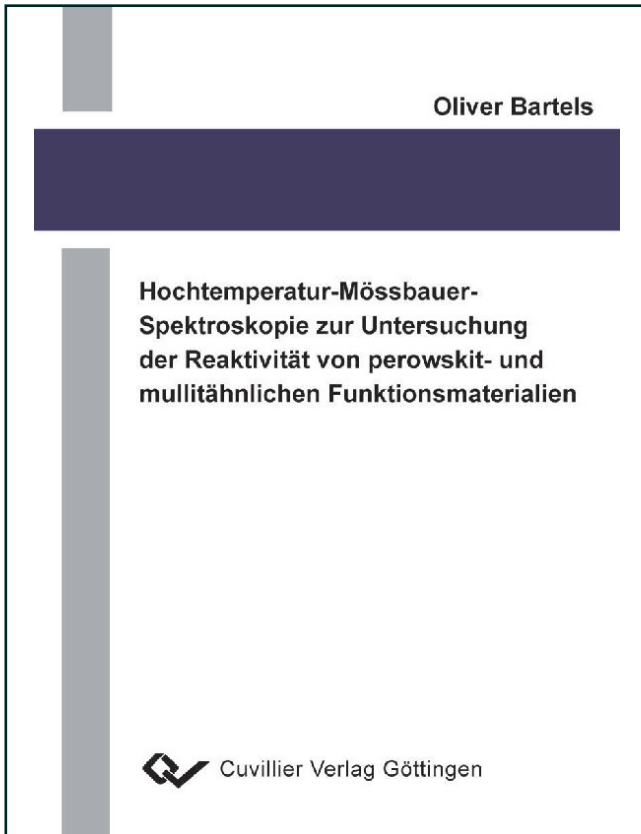 Oliver Bartels
Hochtemperatur-Mössbauer-
Spektroskopie zur Untersuchung
der Reaktivität von perowskit- und
mullitähnlichen Funktionsmaterialien
Cuvillier Verlag Göttingen